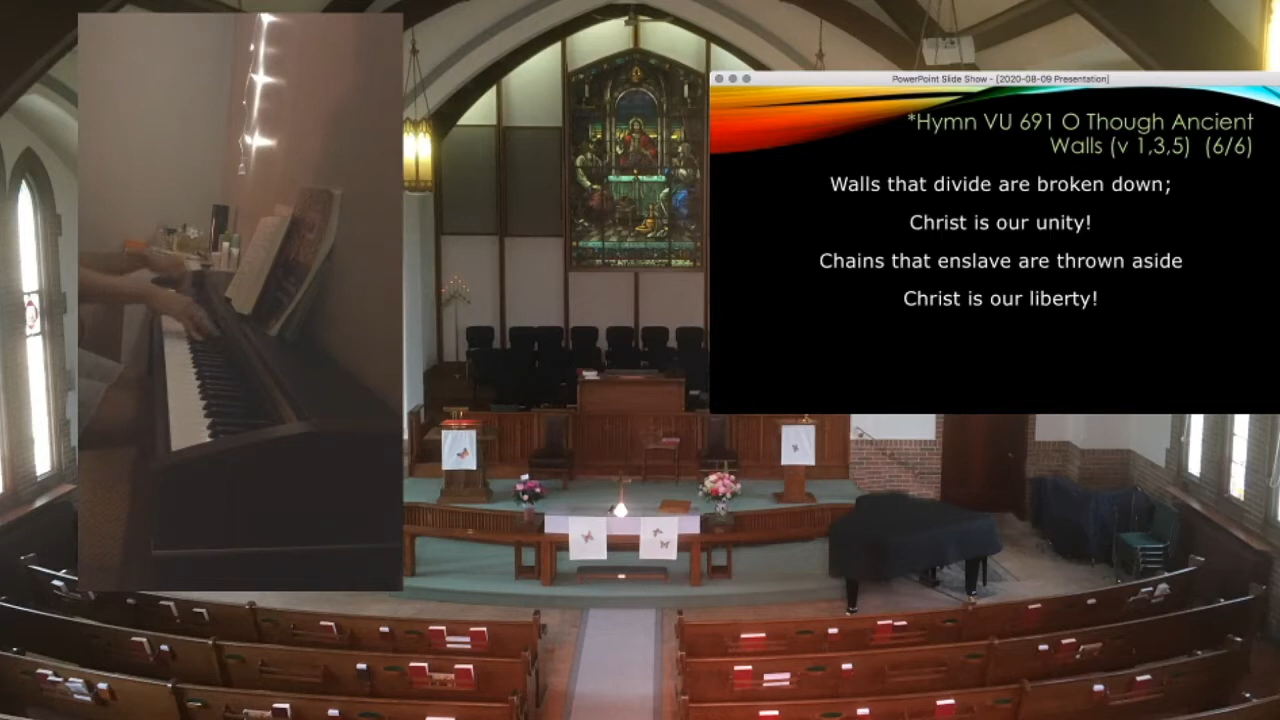 PowerPoint Slide Show - [2020-08-09 Presentation]
*Hymn VU 691 O Though Ancient
Walls (v 1,3,5) (6/6)
Walls that divide are broken down;
Christ is our unity!
Chains that enslave are thrown aside
Christ is our liberty!